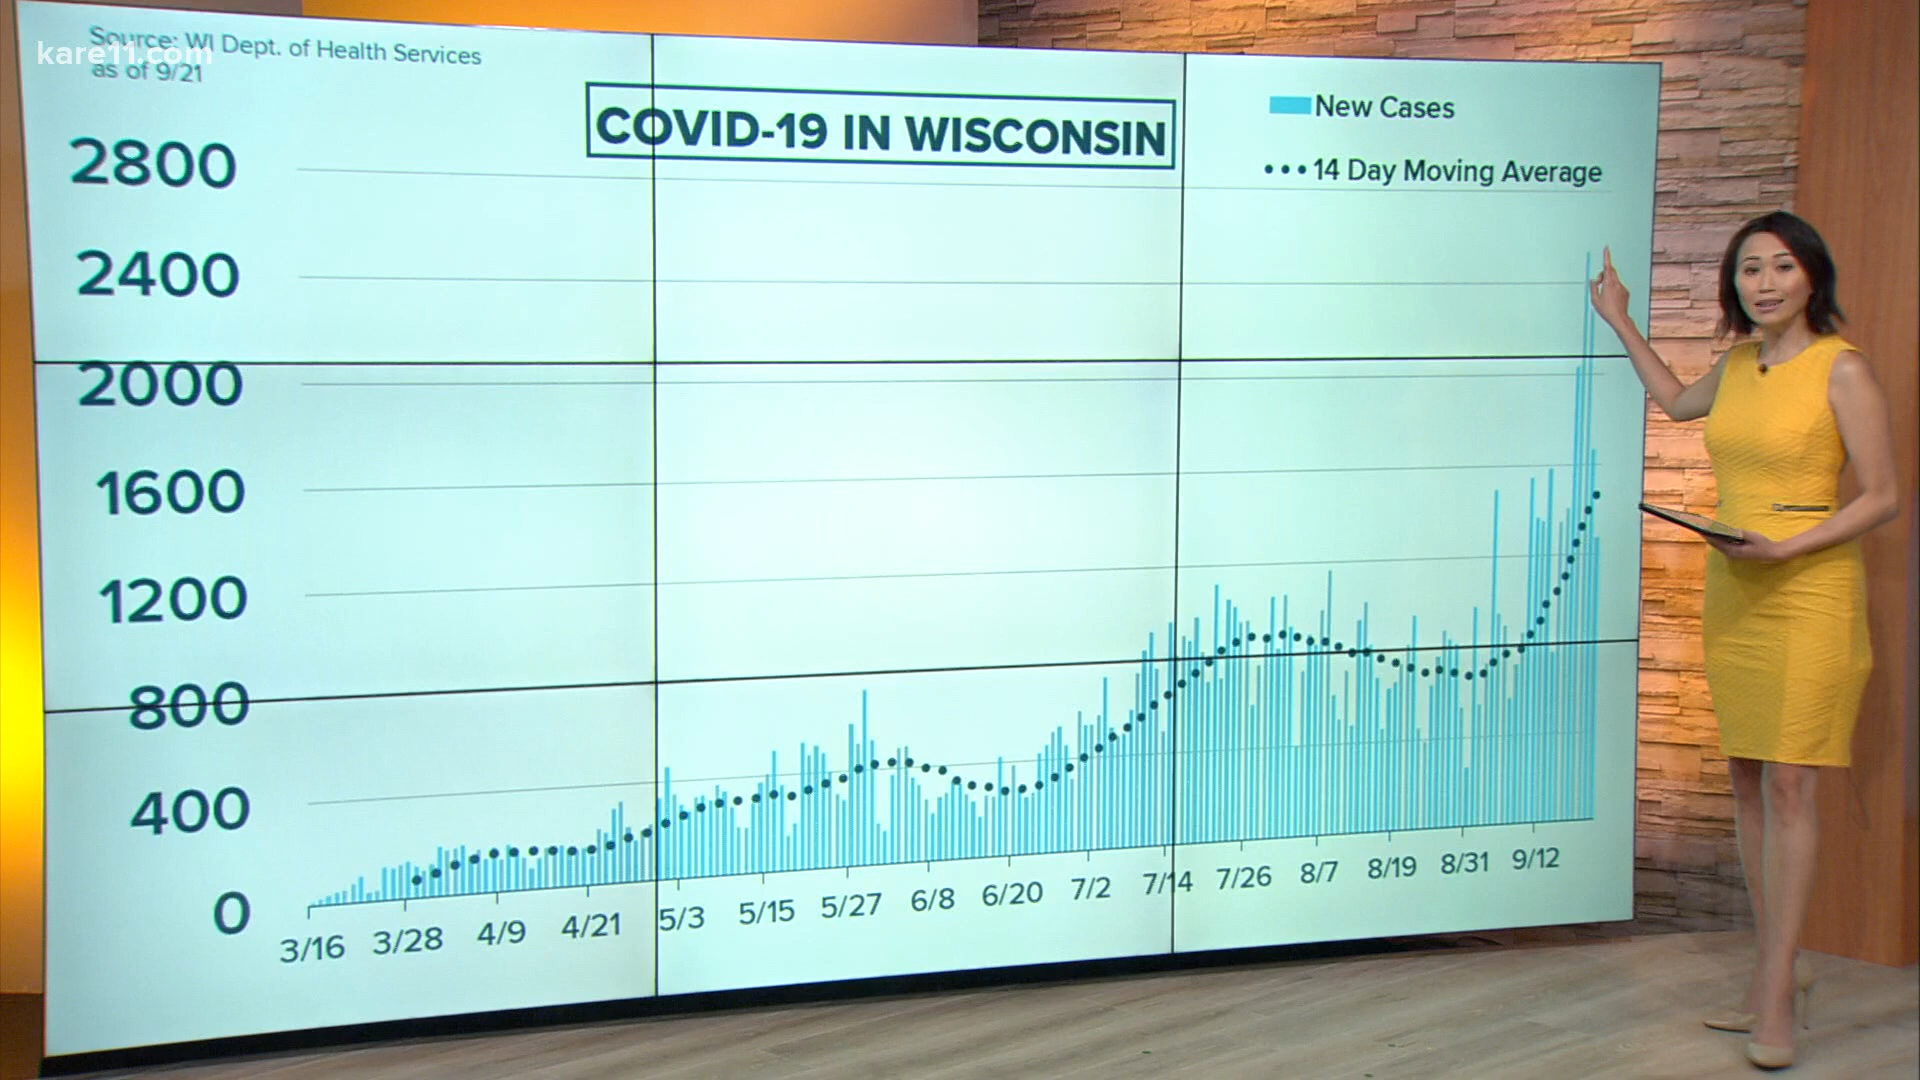 kare11.com
Source: WI Dept. of Health Services
as of 9/21
COVID-19 IN WISCONSIN
New Cases
14 Day Moving Average
2800
2400
2000
1600
1200
800
400
0
3/16 3/28 4/9 4/21 5/3 5/15 5/27 6/8 6/20 7/2 7/14 7/26 8/7 8/19 8/31 9/12